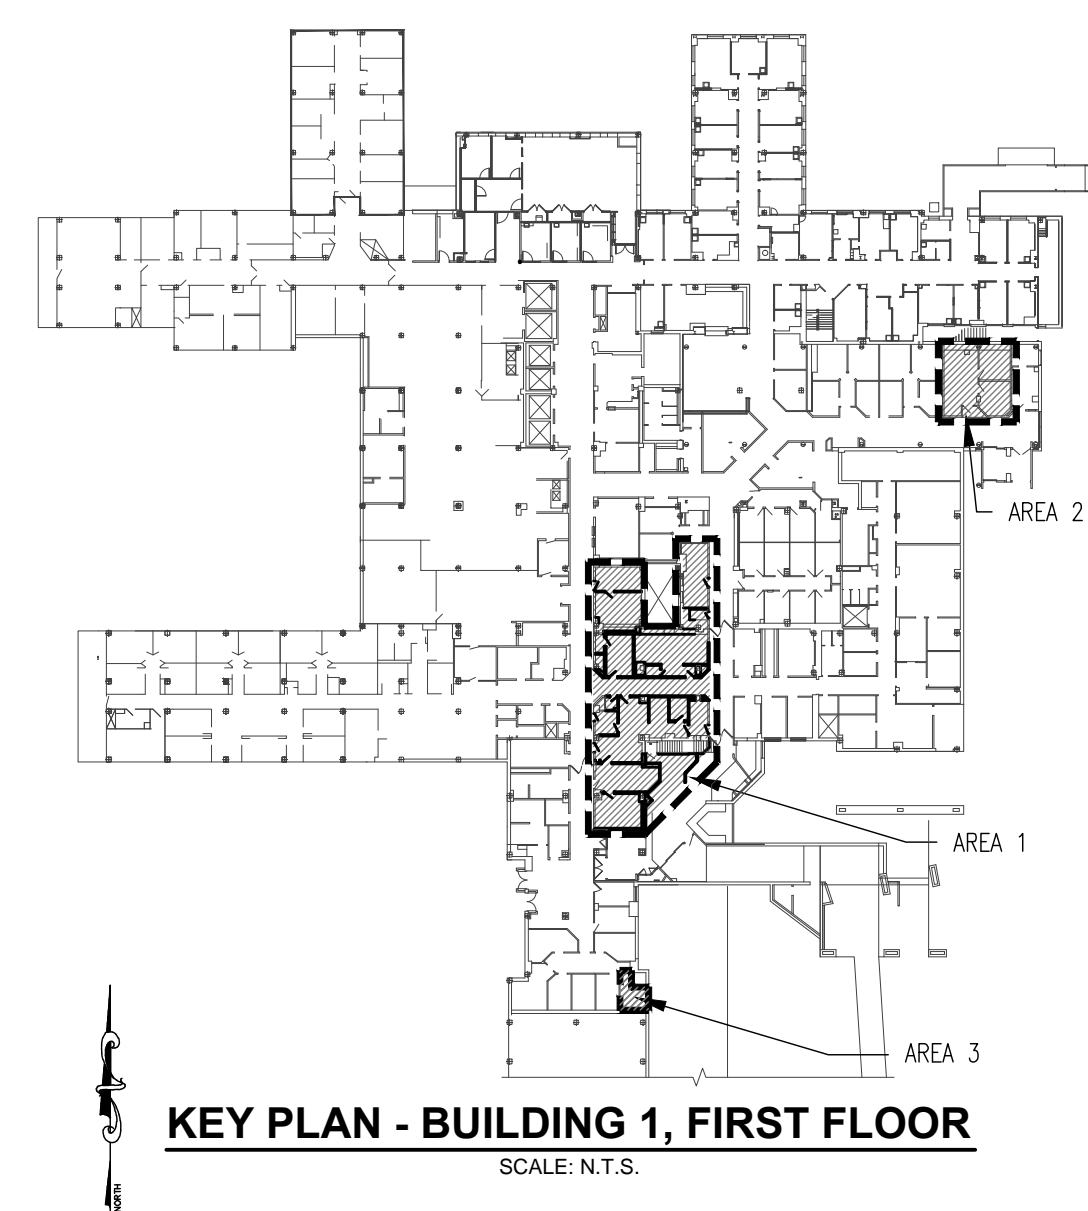 AREA 2
AREA 1
AREA 3
KEY PLAN - BUILDING 1, FIRST FLOOR
SCALE: N.T.S.
NORTH